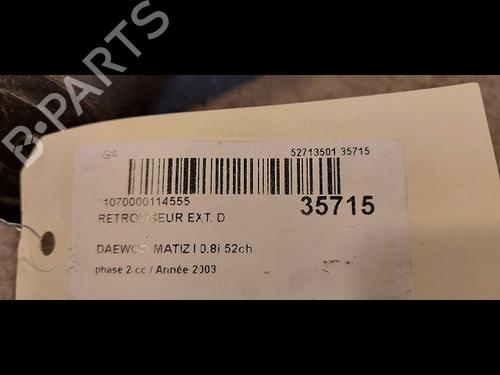 G4
52713501 35715
*1070000114555
35715
RETROVISEUR EXT. D
DAEWOO MATIZ I 0.8i 52ch
phase 2 cc / Année 2003
B-PARTS